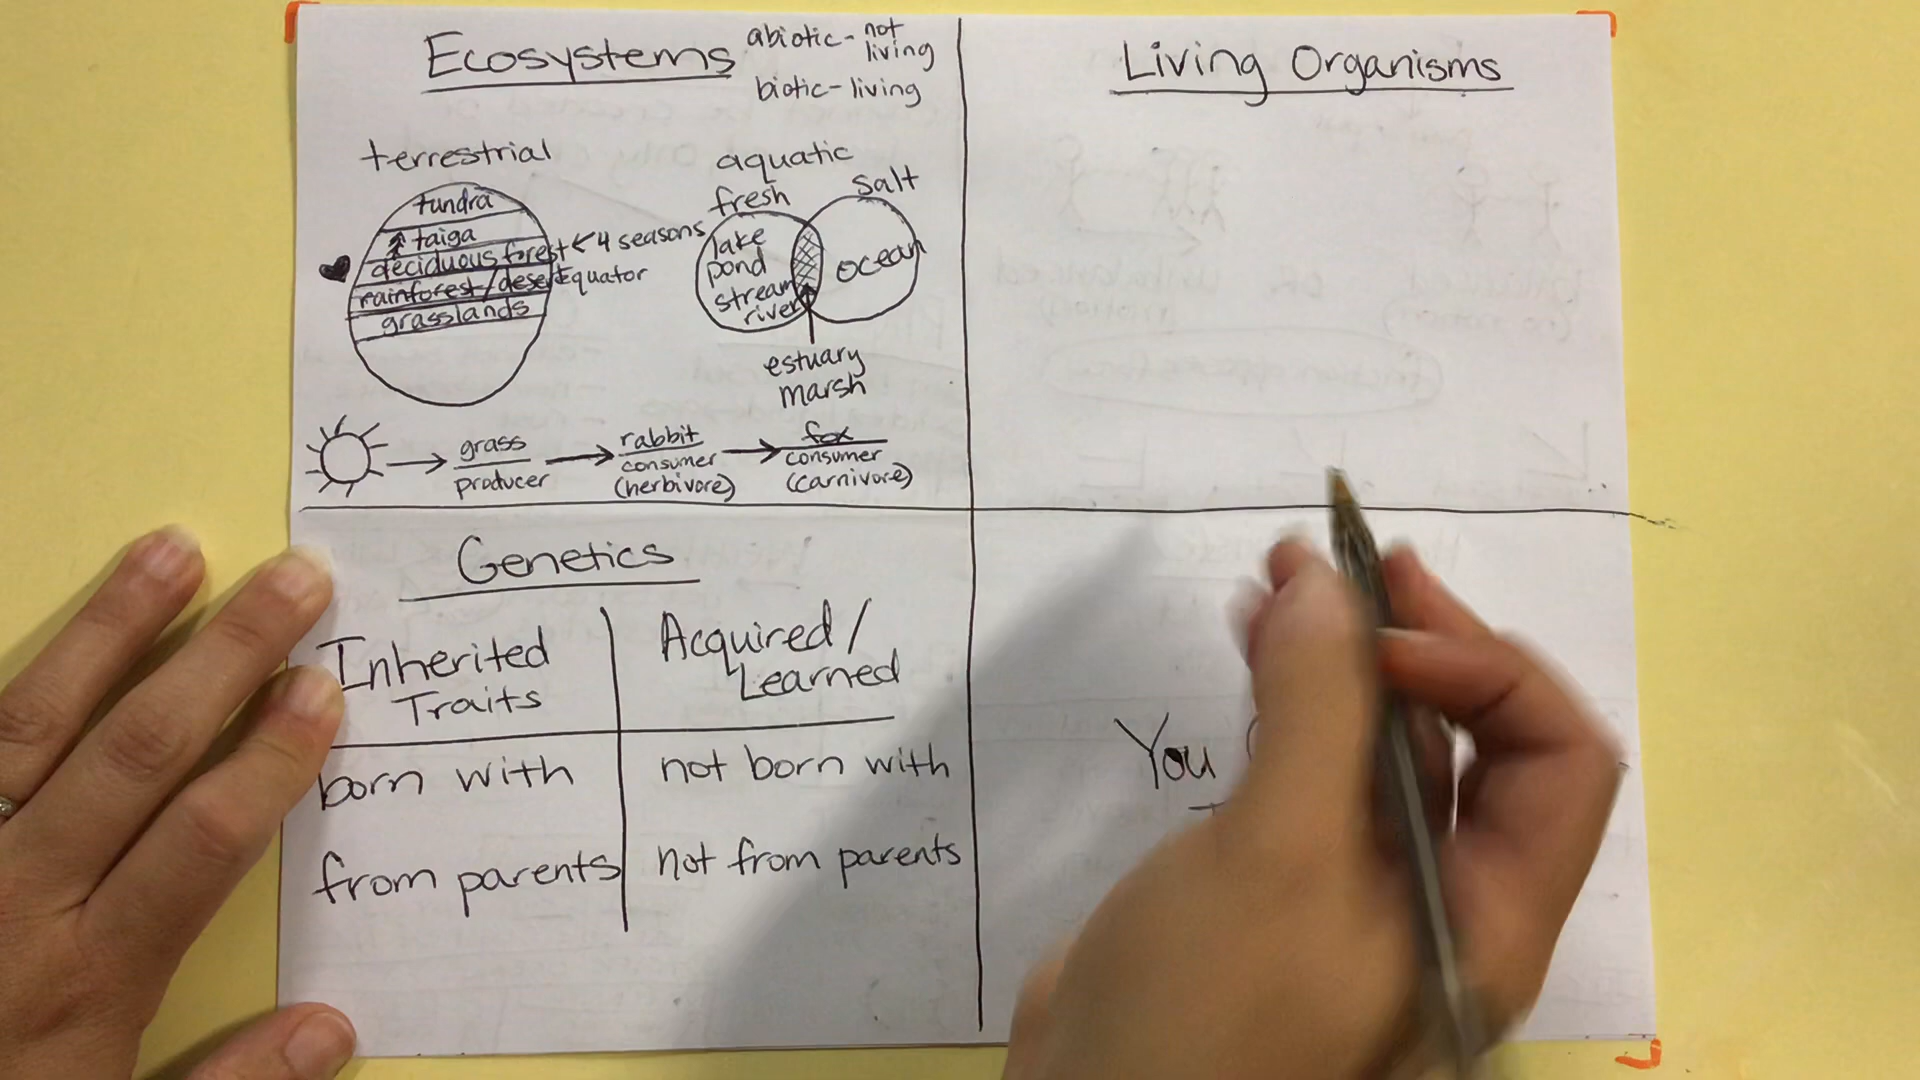 Ecosystems
abiotic - not
living
biotic - living
terrestrial
tundra
taiga
deciduous forest ← 4 seasons
rainforest/desert Equator
grasslands
aquatic
fresh
salt
lake
pond
stream
river
ocean
estuary
marsh
grass
producer
rabbit
consumer
(herbivore)
fox
consumer
(carnivore)
Living Organisms
Genetics
Inherited
Traits
Acquired/
Learned
born with
not born with
from parents
not from parents
You